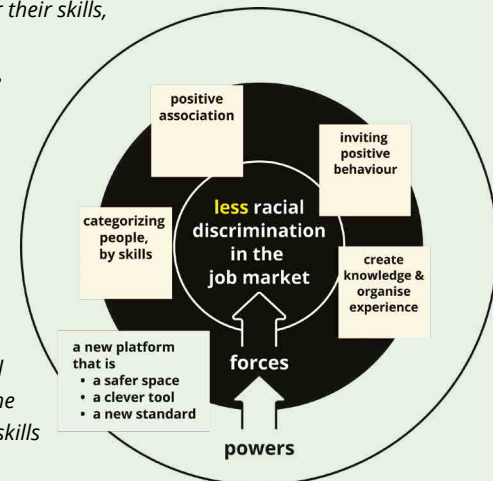 r their skills,
positive
association
inviting
positive
behaviour
less racial
discrimination
in the
job market
categorizing
people,
by skills
create
knowledge &
organise
experience
a new platform
that is
• a safer space
• a clever tool
• a new standard
forces
ne
skills
powers